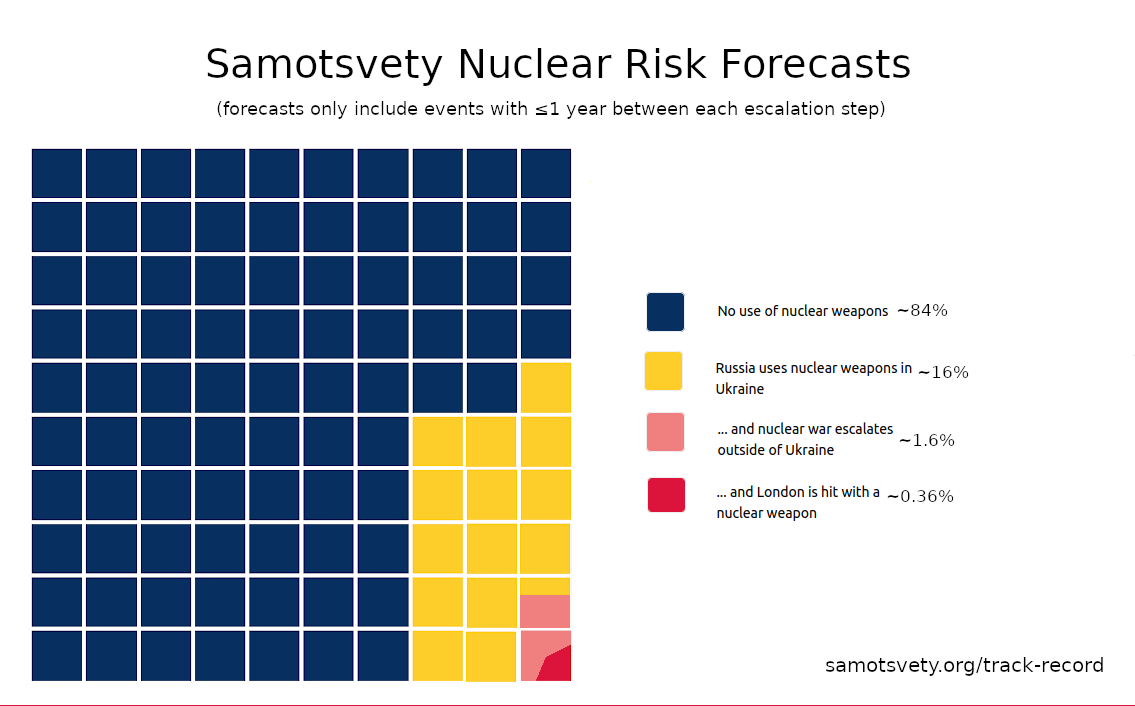 Samotsvety Nuclear Risk Forecasts
(forecasts only include events with ≤1 year between each escalation step)
No use of nuclear weapons ~84%
Russia uses nuclear weapons in ~16%
Ukraine
... and nuclear war escalates ~1.6%
outside of Ukraine
... and London is hit with a ~0.36%
nuclear weapon
samotsvety.org/track-record